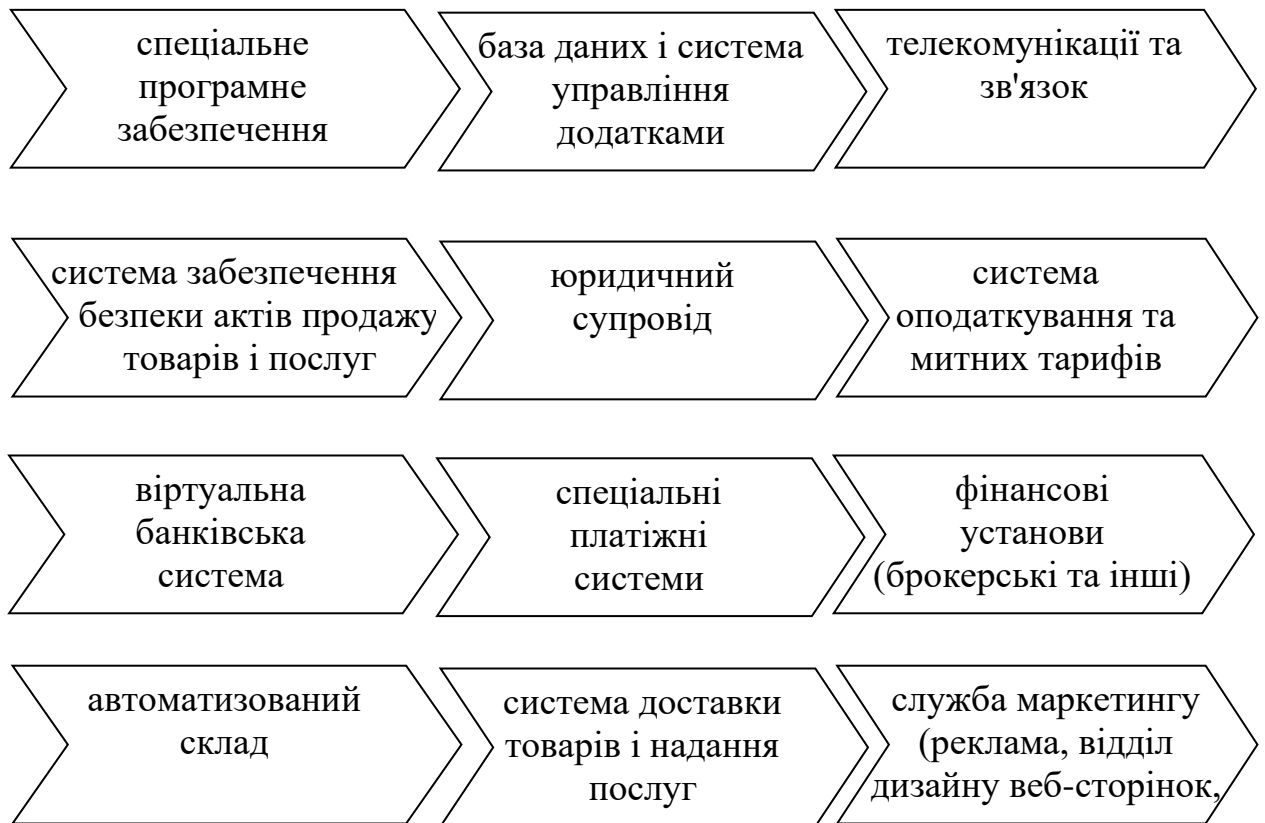 спеціальне
програмне
забезпечення
база даних і система
управління
додатками
телекомунікації та
зв'язок
система забезпечення
безпеки актів продажу
товарів і послуг
юридичний
супровід
система
оподаткування та
митних тарифів
віртуальна
банківська
система
спеціальні
платіжні
системи
фінансові
установи
(брокерські та інші)
автоматизований
склад
система доставки
товарів і надання
послуг
служба маркетингу
(реклама, відділ
дизайну веб-сторінок,